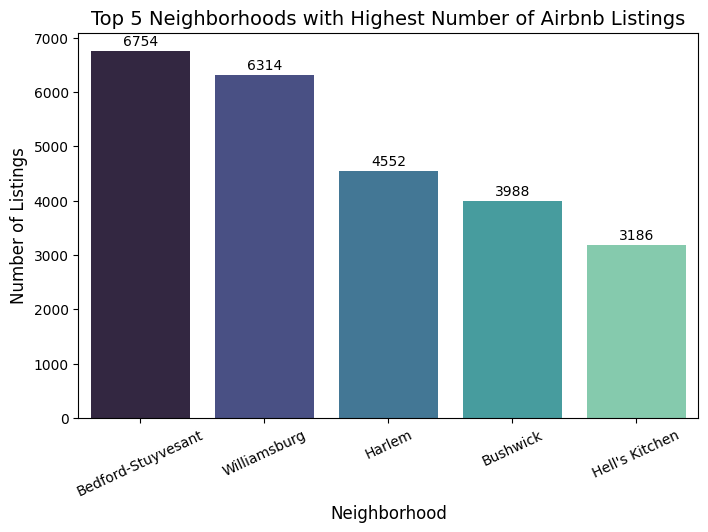 Top 5 Neighborhoods with Highest Number of Airbnb Listings
7000
6000
5000
4000
3000
2000
1000
0
Number of Listings
6754
6314
4552
3988
3186
Bedford-Stuyvesant
Williamsburg
Harlem
Bushwick
Hell's Kitchen
Neighborhood